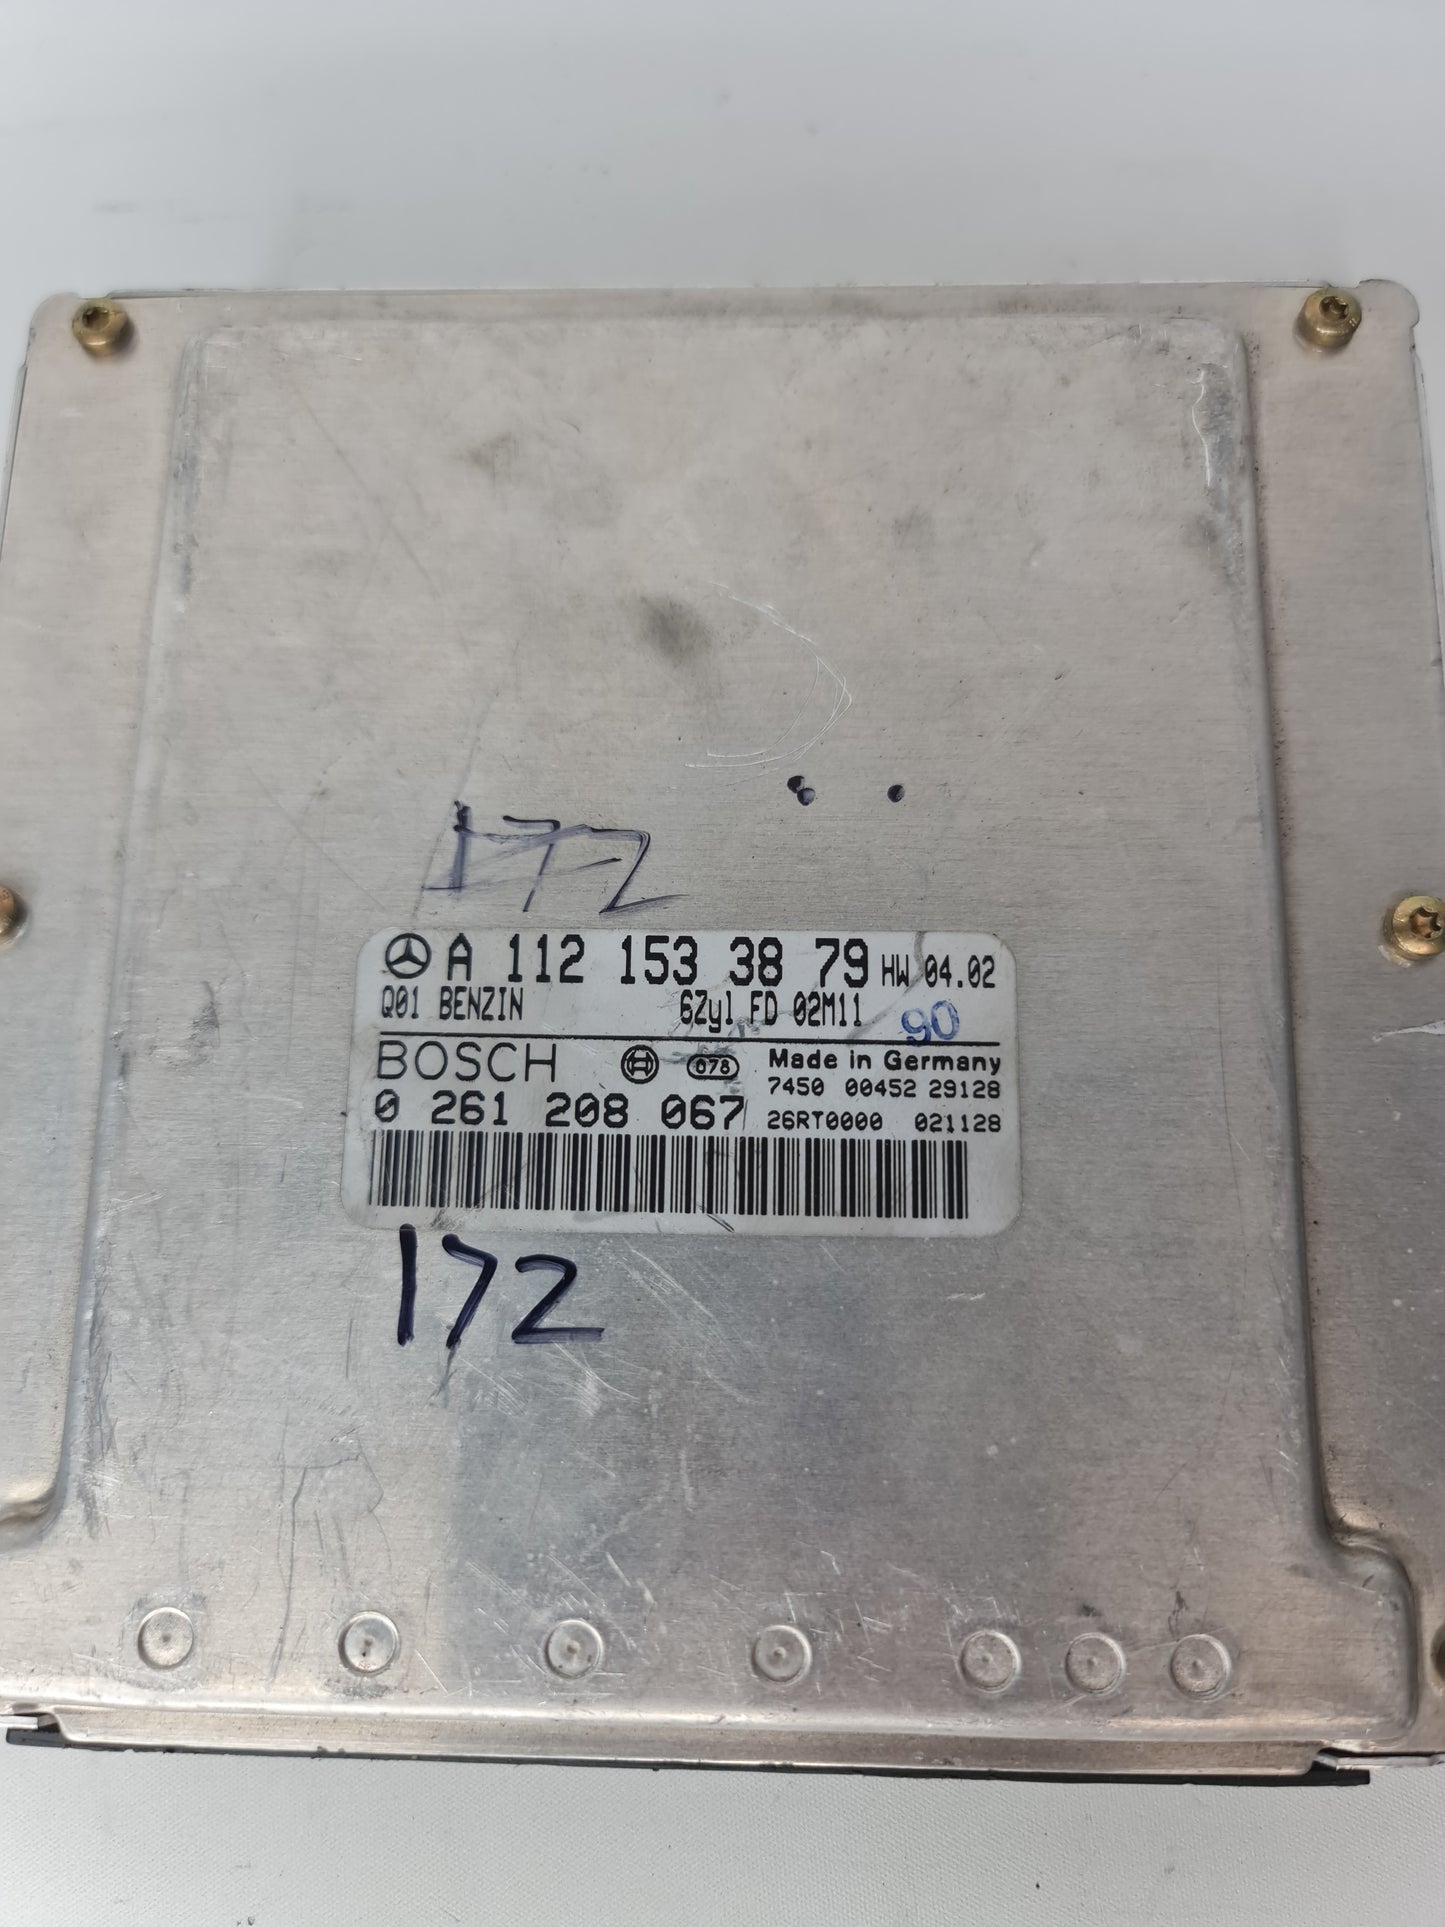 172
A 112 153 38 79 HW 04.02
Q01 BENZIN 6Zyl FD 02M11
90
BOSCH 078 Made in Germany
7450 00452 29128
0 261 208 067 26RT0000 021128
172